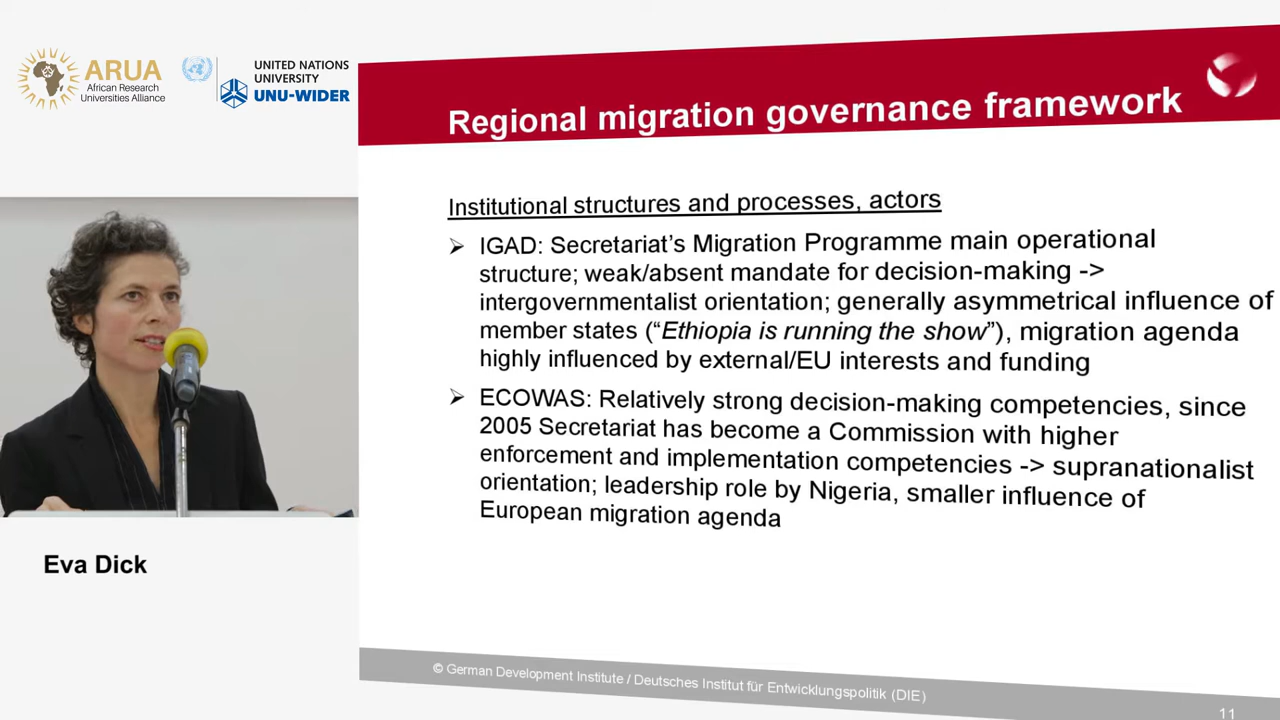 ARUA
African Research
Universities Alliance
UNITED NATIONS
UNIVERSITY
UNU-WIDER
Regional migration governance framework
Institutional structures and processes, actors
➢ IGAD: Secretariat's Migration Programme main operational
structure; weak/absent mandate for decision-making ->
intergovernmentalist orientation; generally asymmetrical influence of
member states (“Ethiopia is running the show”), migration agenda
highly influenced by external/EU interests and funding
➢ ECOWAS: Relatively strong decision-making competencies, since
2005 Secretariat has become a Commission with higher
enforcement and implementation competencies -> supranationalist
orientation; leadership role by Nigeria, smaller influence of
European migration agenda
Eva Dick
© German Development Institute / Deutsches Institut für Entwicklungspolitik (DIE)
11